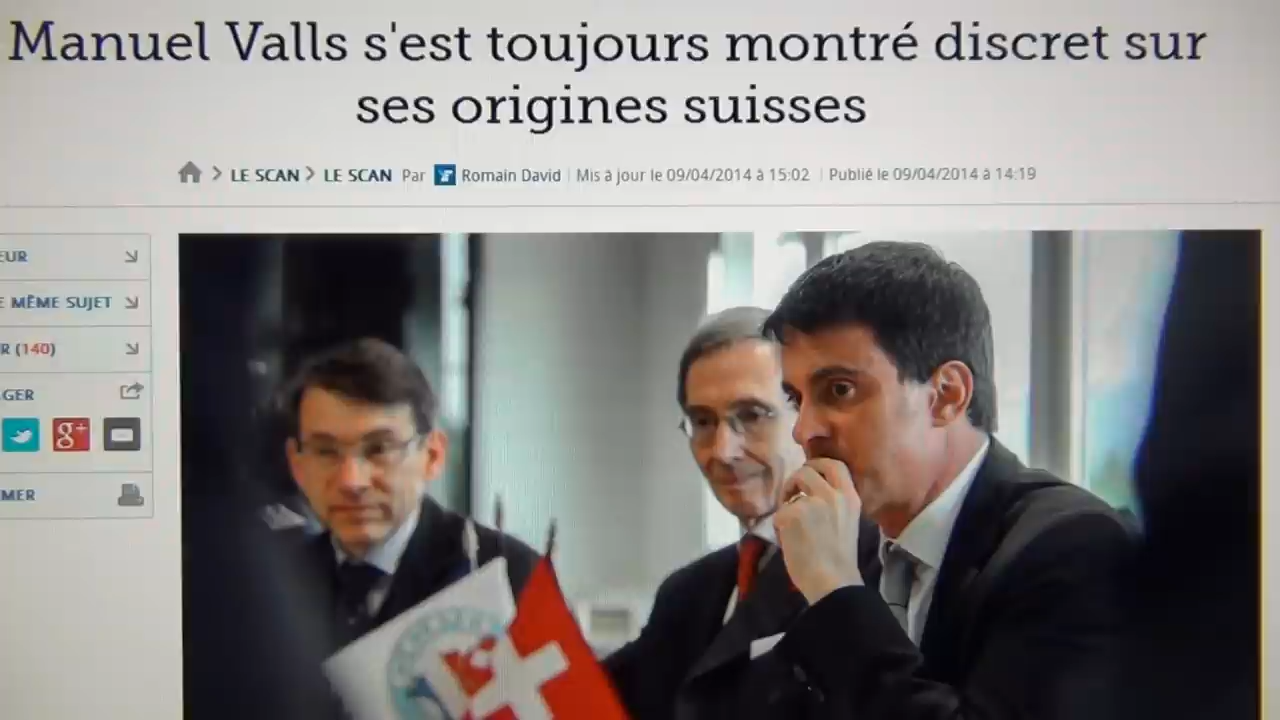 Manuel Valls s'est toujours montré discret sur
ses origines suisses
LE SCAN LE SCAN Par Romain David Mis à jour le 09/04/2014 à 15:02 Publié le 09/04/2014 à 14:19
EUR
E MÊME SUJET
R (140)
GER
g+
MER